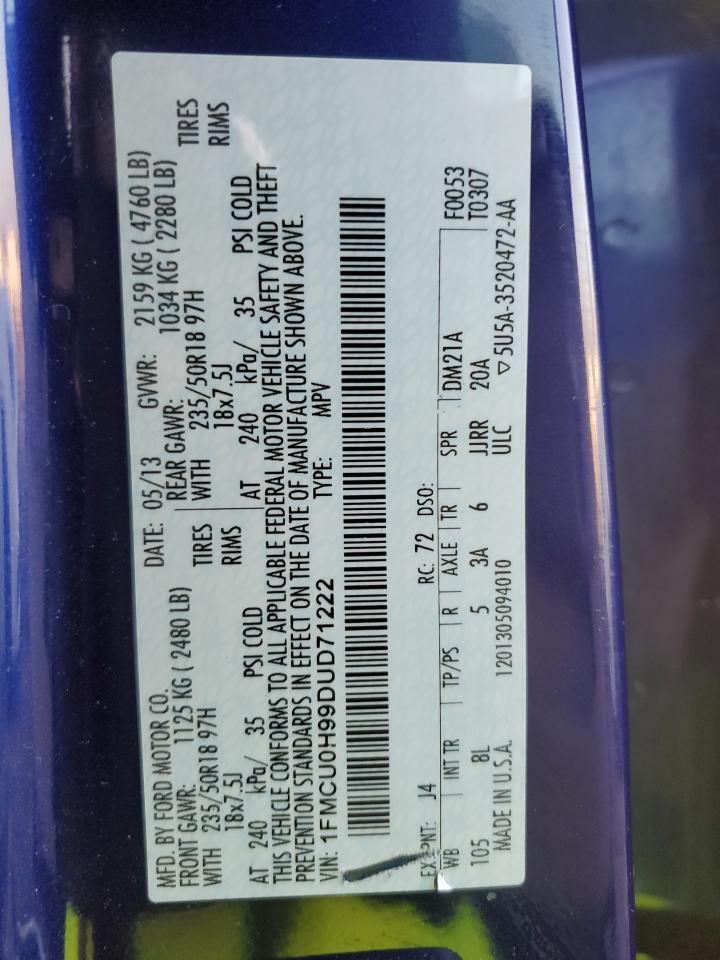 MFD. BY FORD MOTOR CO.
DATE: 05/13 GVWR: 2159 KG ( 4760 LB)
FRONT GAWR: 1125 KG ( 2480 LB)
REAR GAWR: 1034 KG ( 2280 LB)
WITH 235/50R18 97H TIRES
WITH 235/50R18 97H TIRES
18x7.5J RIMS
18x7.5J RIMS
AT 240 kPa/ 35 PSI COLD
AT 240 kPa/ 35 PSI COLD
THIS VEHICLE CONFORMS TO ALL APPLICABLE FEDERAL MOTOR VEHICLE SAFETY AND THEFT
PREVENTION STANDARDS IN EFFECT ON THE DATE OF MANUFACTURE SHOWN ABOVE.
VIN: 1FMCU0H99DUD71222 TYPE: MPV
PNT: J4 RC: 72 DSO:
WB INT TR TP/PS R AXLE TR SPR DM21A F0053
105 8L 5 3A 6 JJRR 20A T0307
MADE IN U.S.A. 1201305094010 ULC ▽5U5A-3520472-AA